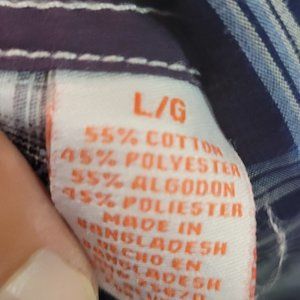 L/G
55% COTTON
45% POLYESTER
55% ALGODON
45% POLIESTER
MADE IN
BANGLADESH
HECHO EN
BANGLADESH